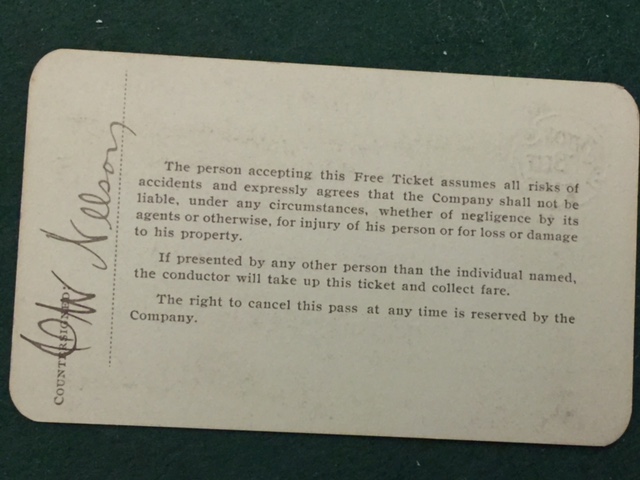 The person accepting this Free Ticket assumes all risks of
accidents and expressly agrees that the Company shall not be
liable, under any circumstances, whether of negligence by its
agents or otherwise, for injury of his person or for loss or damage
to his property.
If presented by any other person than the individual named,
the conductor will take up this ticket and collect fare.
The right to cancel this pass at any time is reserved by the
Company.
COUNTERSIGNED:
W Nelson